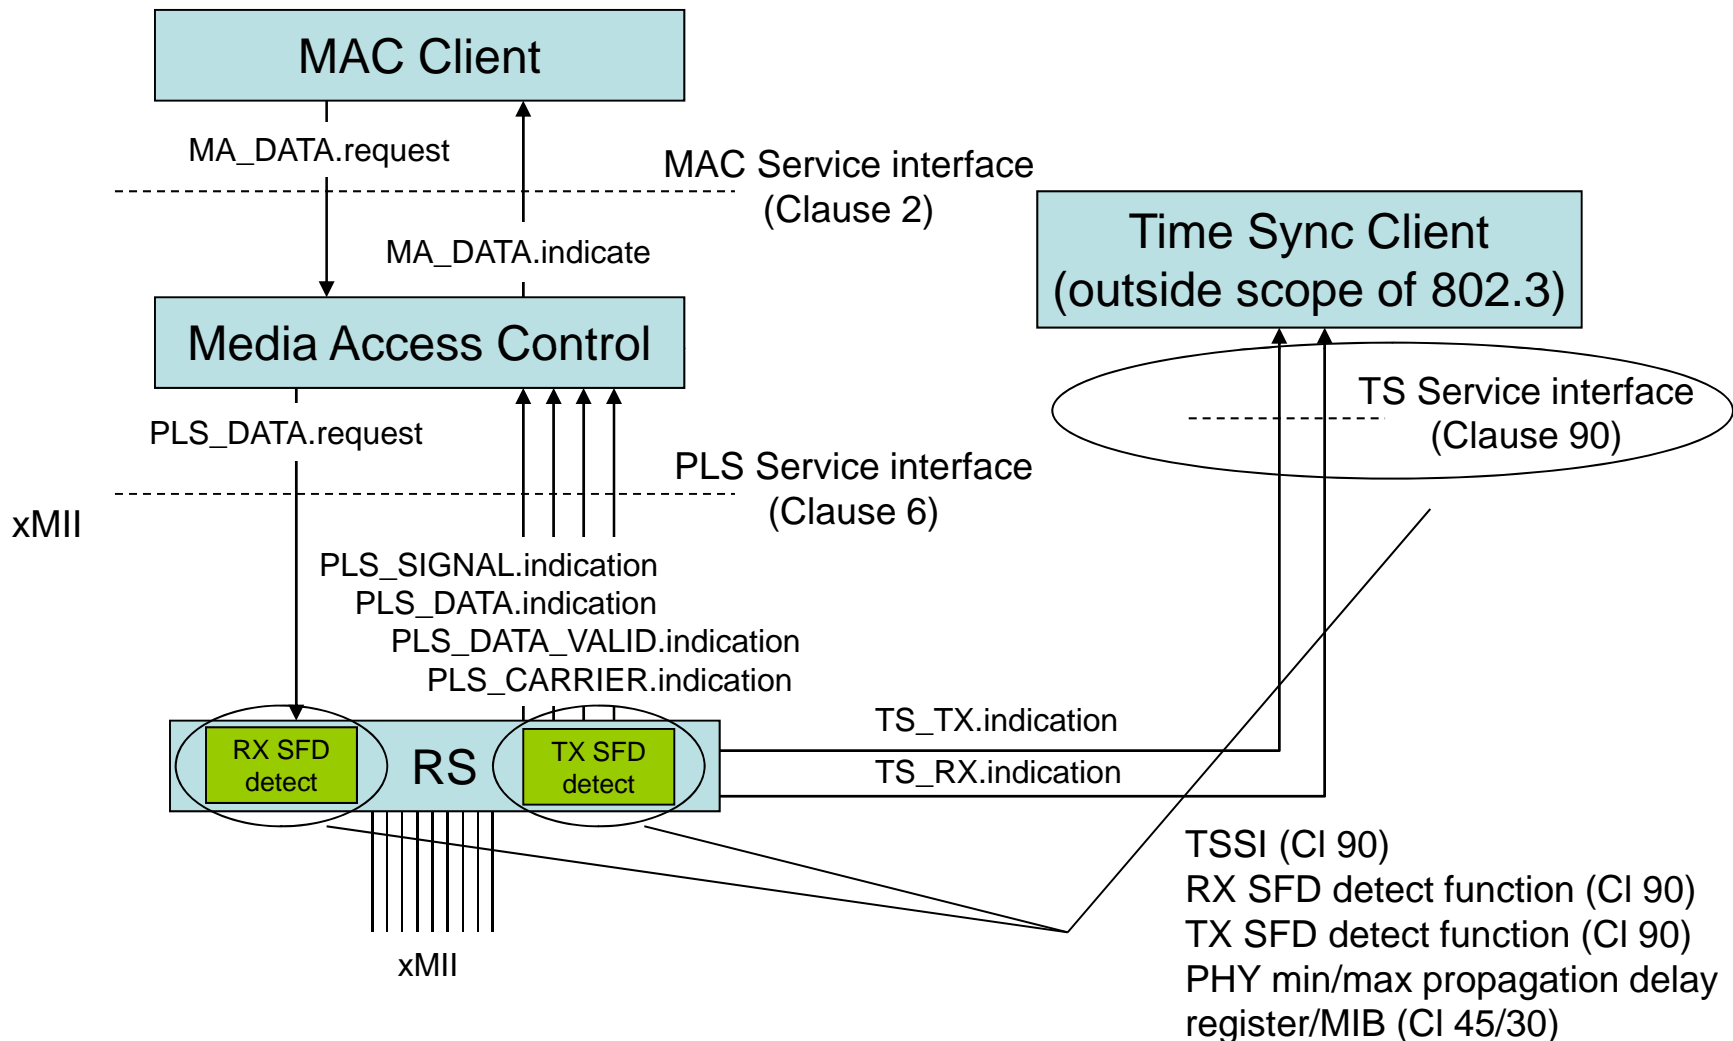 MAC Client
MA_DATA.request
MAC Service interface
(Clause 2)
MA_DATA.indicate
Time Sync Client
(outside scope of 802.3)
Media Access Control
TS Service interface
(Clause 90)
PLS_DATA.request
PLS Service interface
(Clause 6)
xMII
PLS_SIGNAL.indication
PLS_DATA.indication
PLS_DATA_VALID.indication
PLS_CARRIER.indication
RX SFD
detect
RS
TX SFD
detect
TS_TX.indication
TS_RX.indication
xMII
TSSI (Cl 90)
RX SFD detect function (Cl 90)
TX SFD detect function (Cl 90)
PHY min/max propagation delay
register/MIB (Cl 45/30)